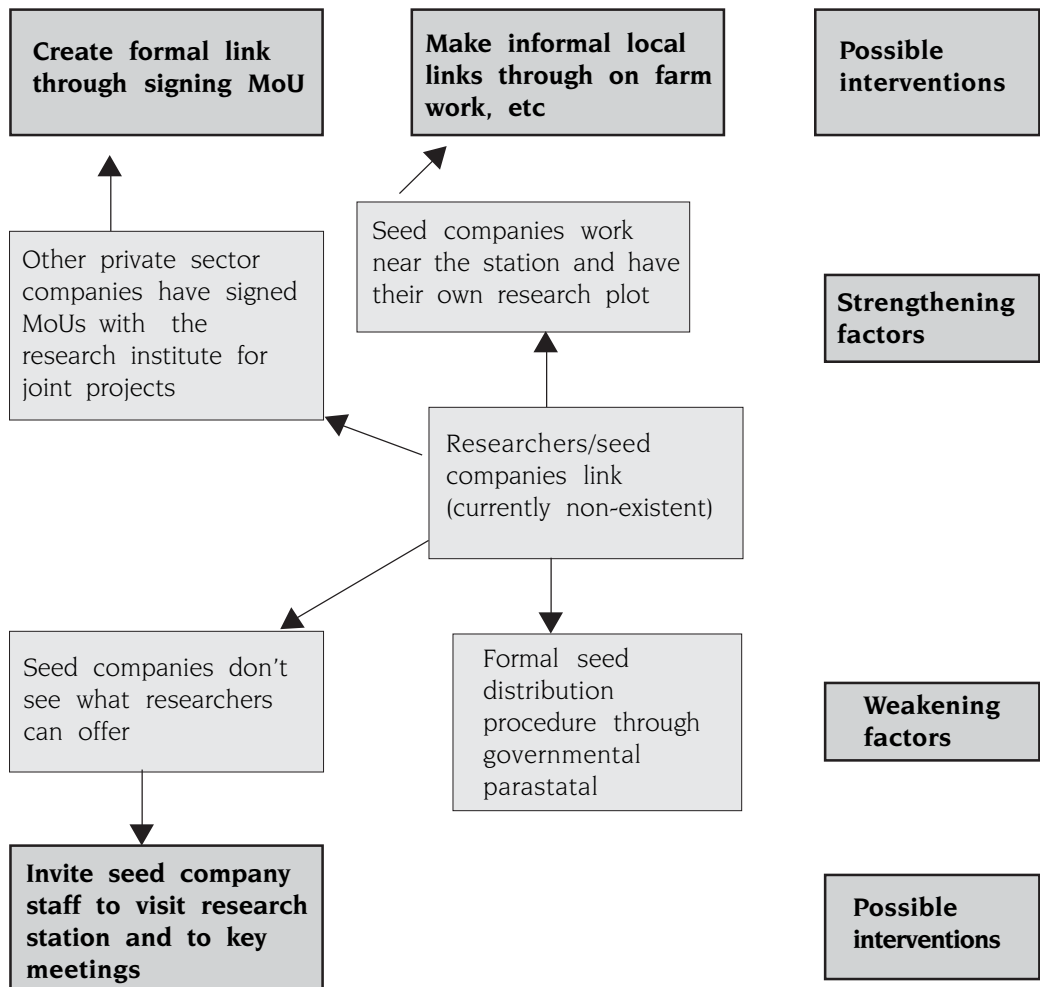 Create formal link
through signing MoU
Make informal local
links through on farm
work, etc
Possible
interventions
Other private sector
companies have signed
MoUs with the
research institute for
joint projects
Seed companies work
near the station and have
their own research plot
Strengthening
factors
Researchers/seed
companies link
(currently non-existent)
Seed companies don't
see what researchers
can offer
Formal seed
distribution
procedure through
governmental
parastatal
Weakening
factors
Invite seed company
staff to visit research
station and to key
meetings
Possible
interventions